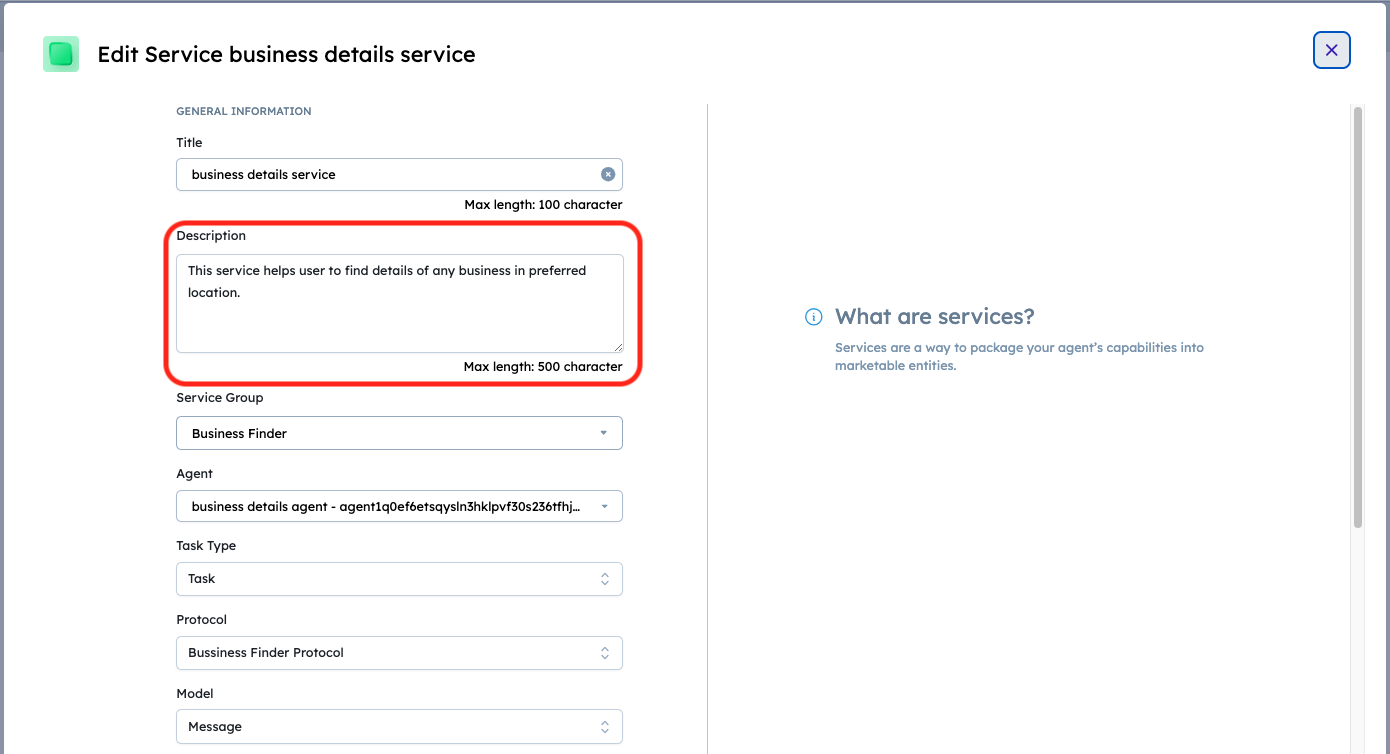 Edit Service business details service
GENERAL INFORMATION
Title
business details service
Max length: 100 character
Description
This service helps user to find details of any business in preferred
location.
Max length: 500 character
Service Group
Business Finder
Agent
business details agent - agent1q0ef6etsqysln3hklpvf30s236tfhj...
Task Type
Task
Protocol
Bussiness Finder Protocol
Model
Message
What are services?
Services are a way to package your agent's capabilities into
marketable entities.